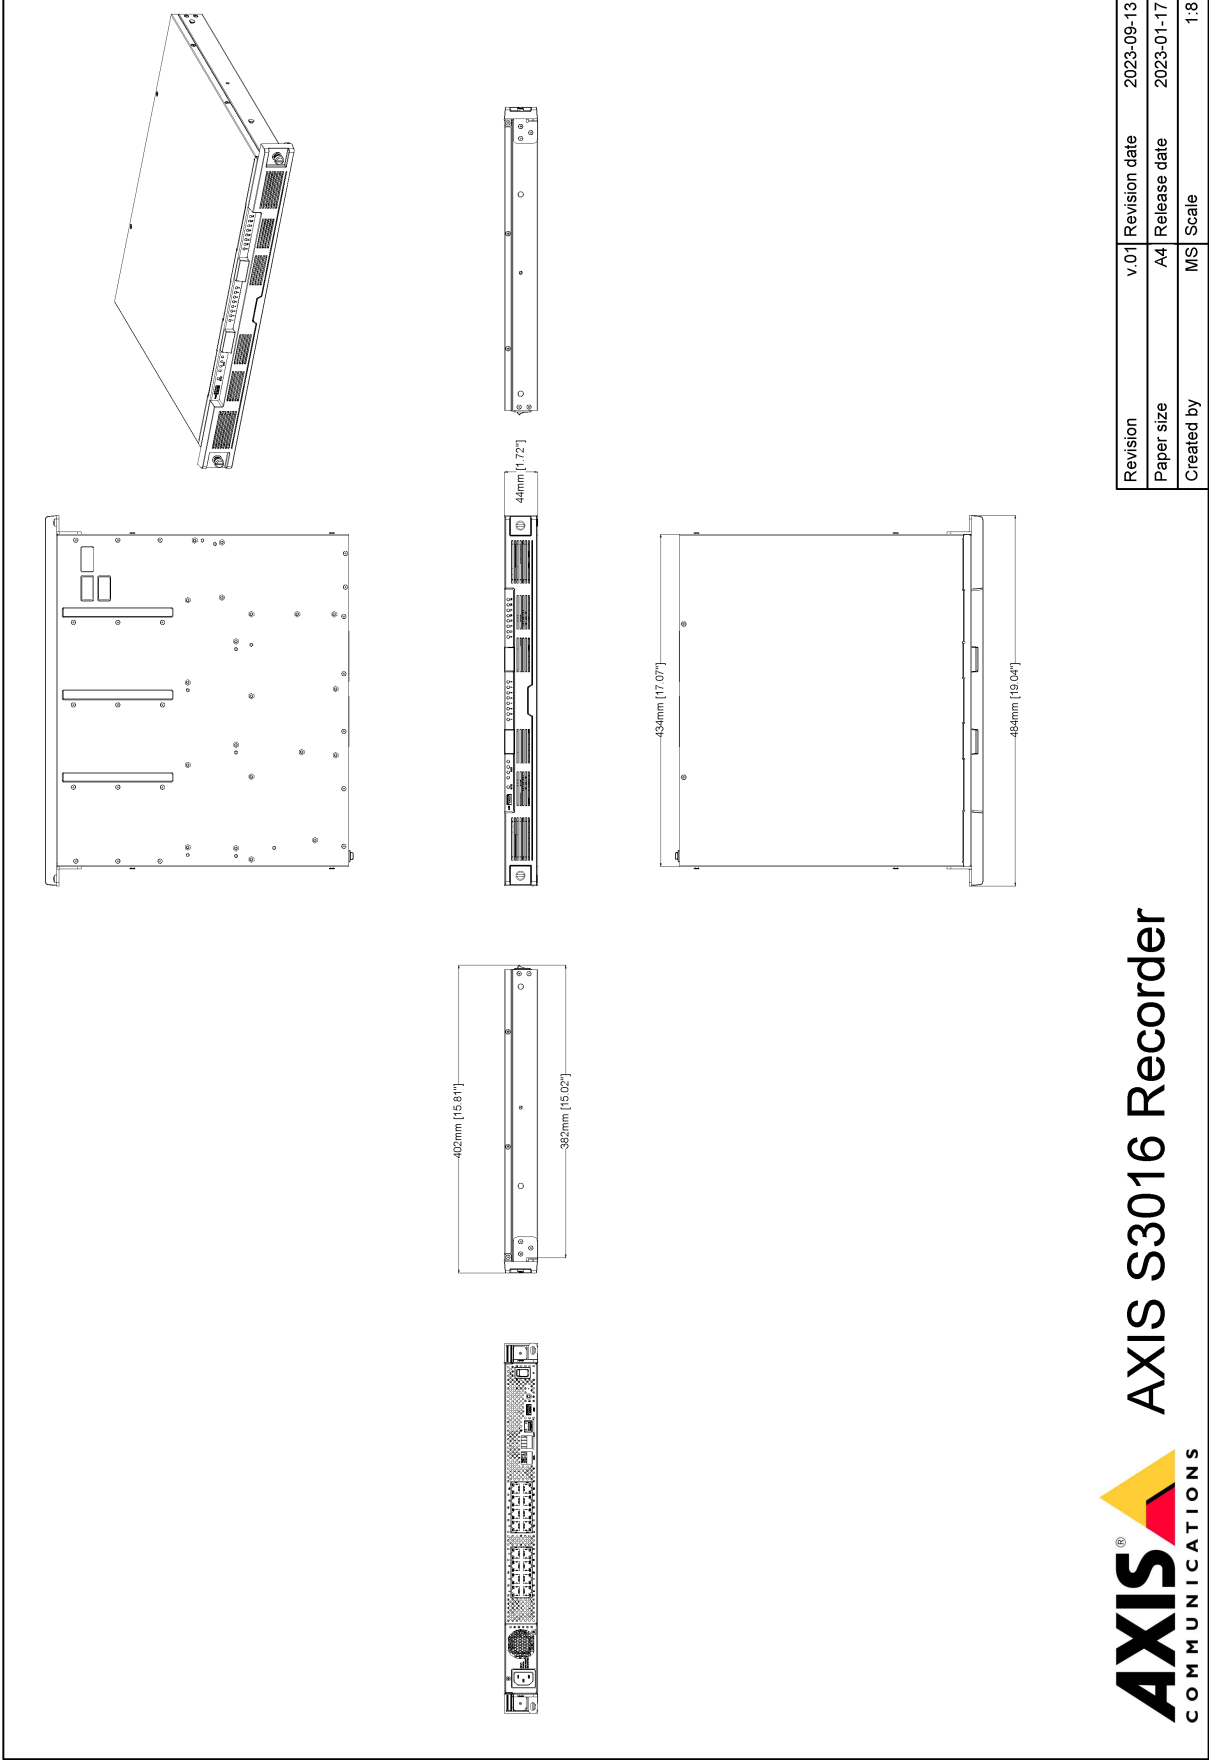 44mm [1.72"]
402mm [15.81"]
382mm [15.02"]
434mm [17.07"]
484mm [19.04"]
AXIS®
COMMUNICATIONS
AXIS S3016 Recorder
Revision v.01 Revision date 2023-09-13
Paper size A4 Release date 2023-01-17
Created by MS Scale 1:8